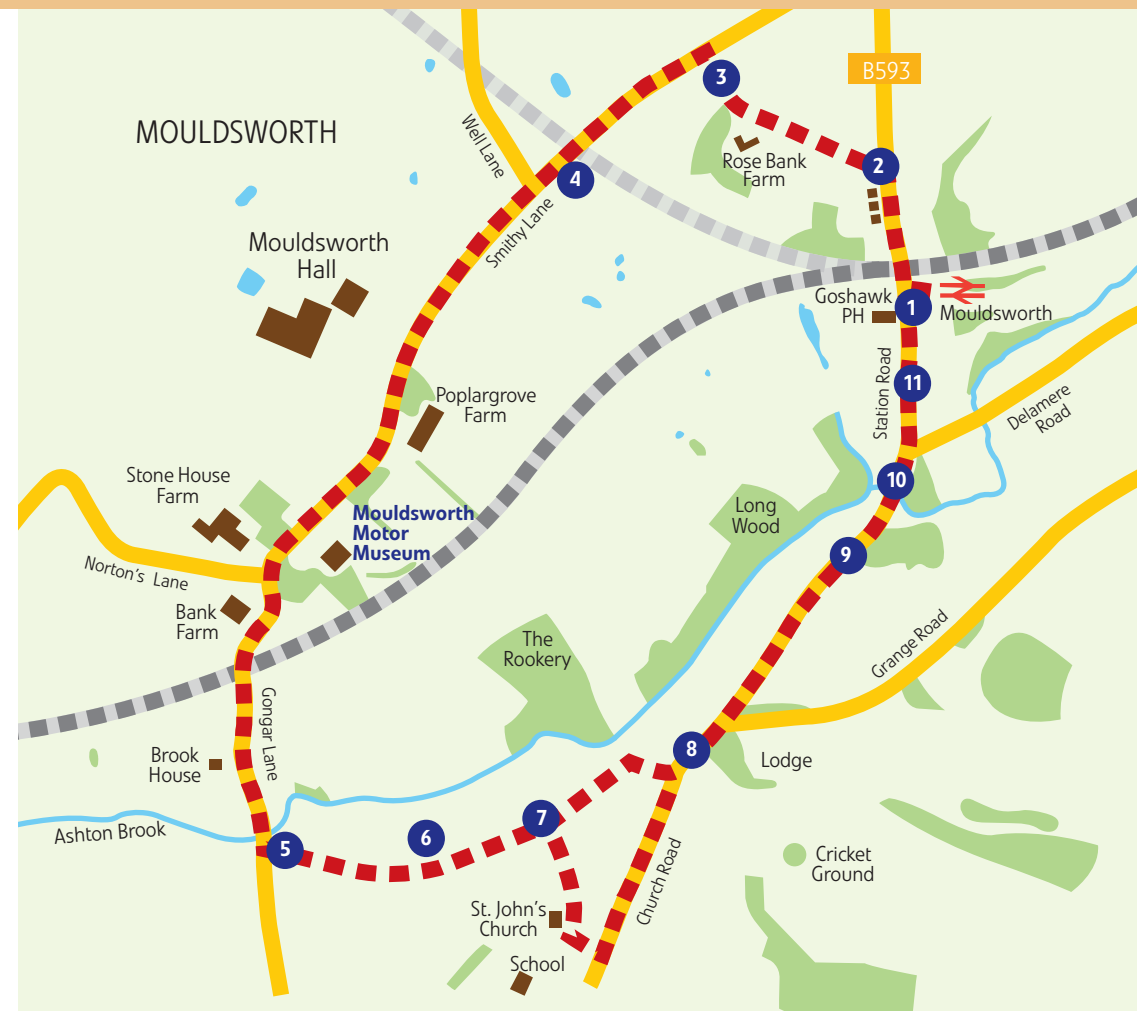 B593
3
MOULDSWORTH
Well Lane
Rose Bank
Farm
2
4
Smithy Lane
Mouldsworth
Hall
Goshawk
PH
1
Mouldsworth
Station Road
11
Delamere
Road
Poplargrove
Farm
Stone House
Farm
10
Mouldsworth
Motor
Museum
Long
Wood
9
Norton's Lane
Bank
Farm
The
Rookery
Grange Road
Gongar Lane
Brook
House
8
Lodge
Ashton Brook
7
6
5
Church Road
Cricket
Ground
St. John's
Church
School